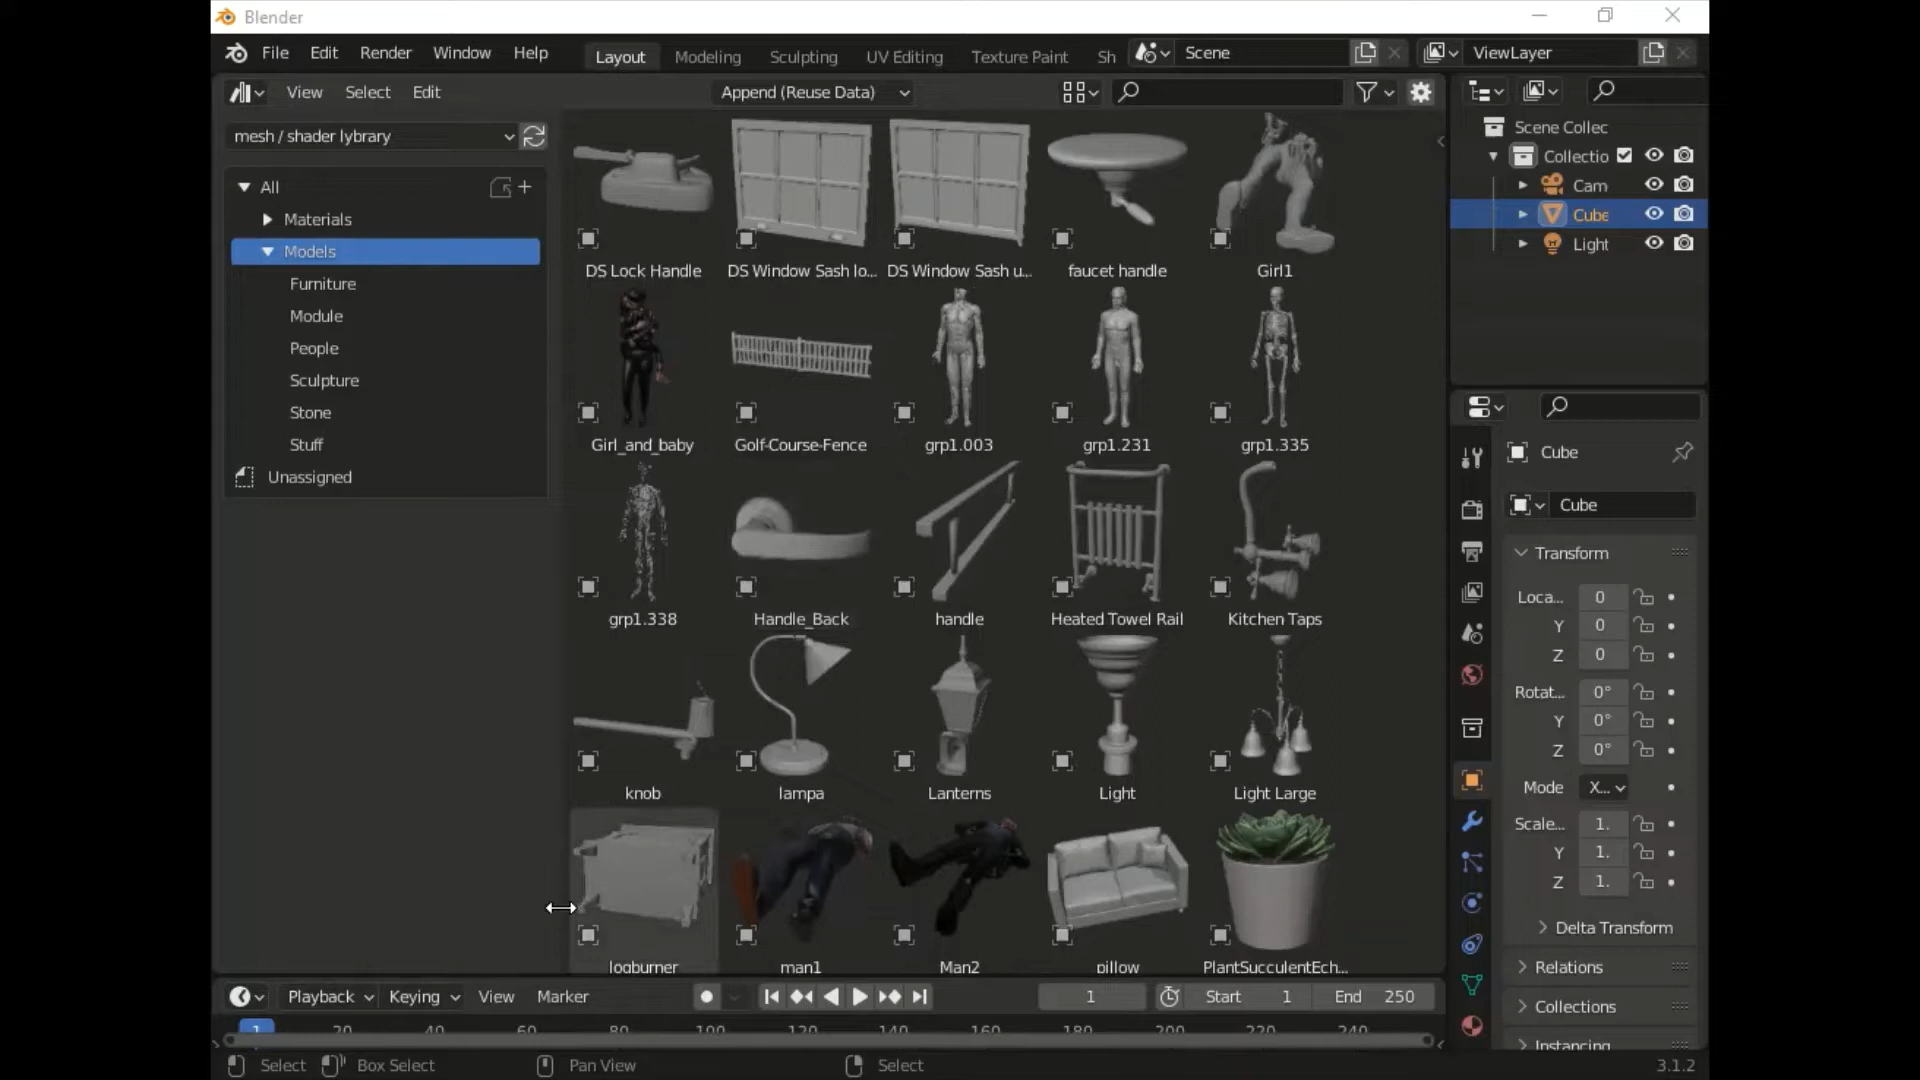 Blender
File Edit Render Window Help Layout Modeling Sculpting UV Editing Texture Paint Sh Scene ViewLayer
View Select Edit Append (Reuse Data)
mesh / shader lybrary
All
Materials
Models
Furniture
Module
People
Sculpture
Stone
Stuff
Unassigned
DS Lock Handle DS Window Sash lo... DS Window Sash u... faucet handle Girl1
Girl_and_baby Golf-Course-Fence grp1.003 grp1.231 grp1.335
grp1.338 Handle_Back handle Heated Towel Rail Kitchen Taps
knob lampa Lanterns Light Light Large
logburner man1 Man2 pillow PlantSucculentEch...
Scene Collec
Collectio
Cam
Cube
Light
Cube
Cube
Transform
Loca... 0
Y 0
Z 0
Rotat... 0°
Y 0°
Z 0°
Mode X...
Scale... 1.
Y 1.
Z 1.
Delta Transform
Relations
Collections
Instancing
Playback Keying View Marker 1 Start 1 End 250
1 20 40 60 80 100 120 140 160 180 200 220 240
Select Box Select Pan View Select 3.1.2